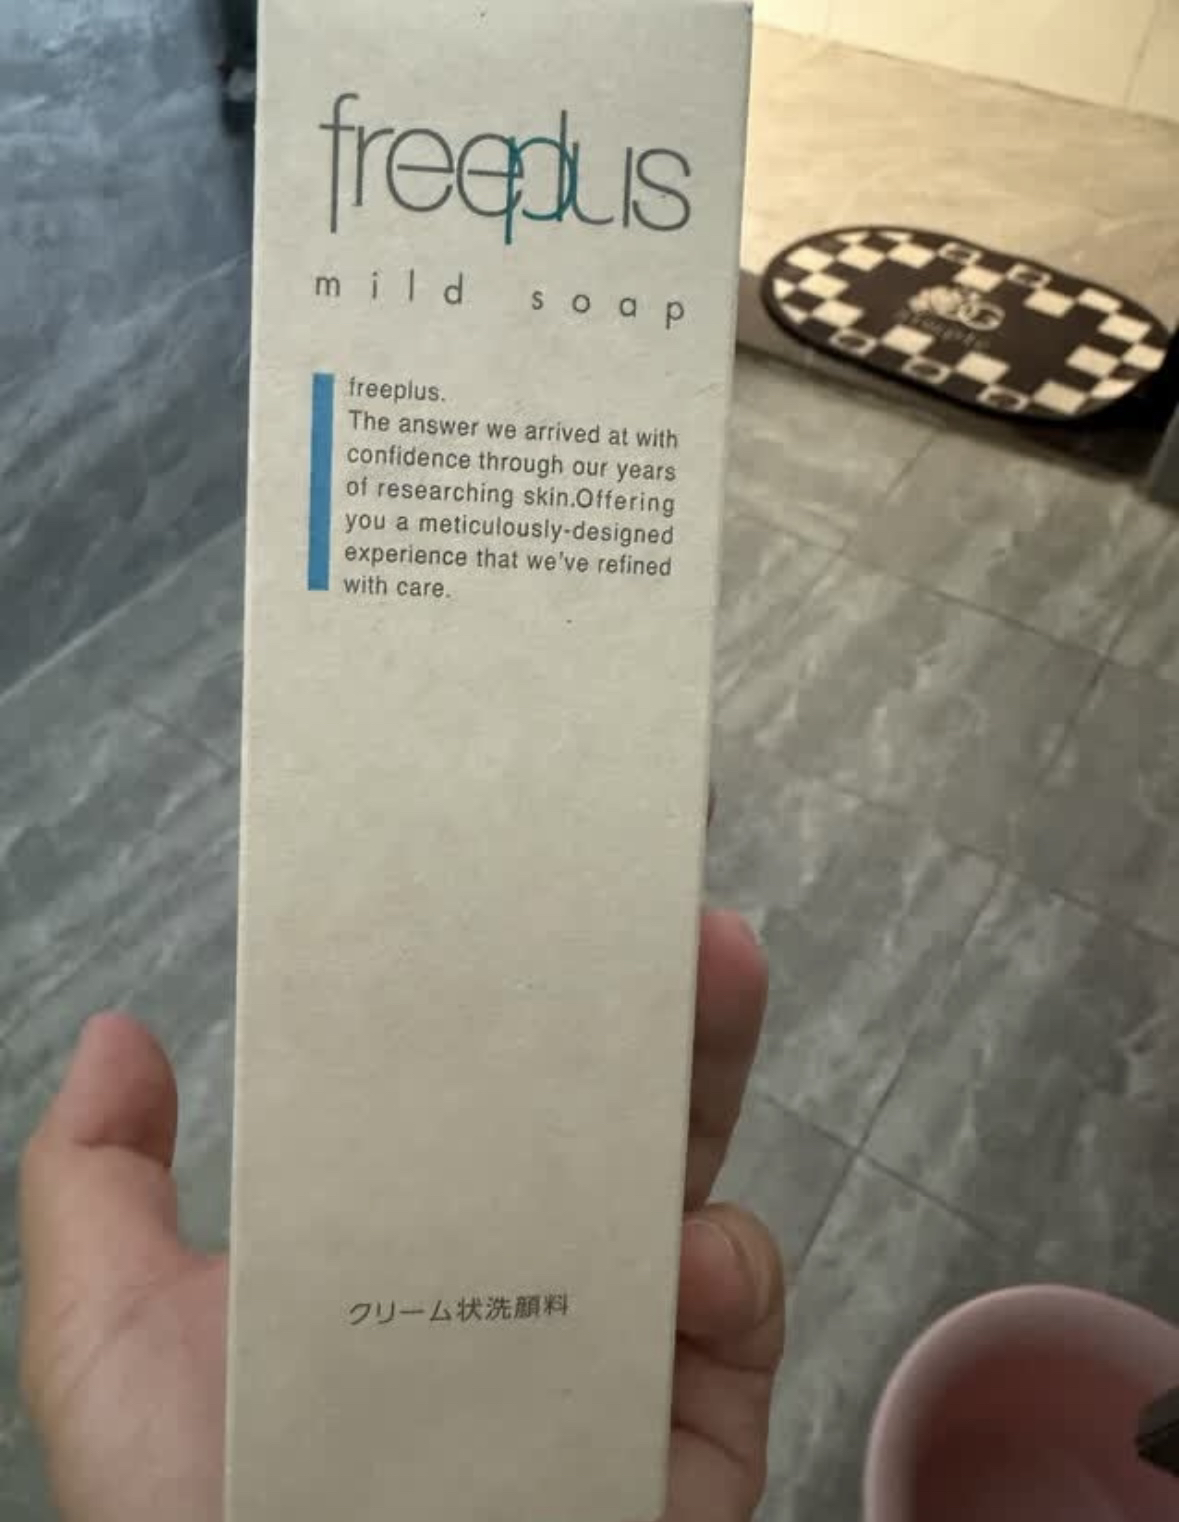 freeplus
mild soap
freeplus.
The answer we arrived at with
confidence through our years
of researching skin.Offering
you a meticulously-designed
experience that we've refined
with care.
クリーム状洗顔料